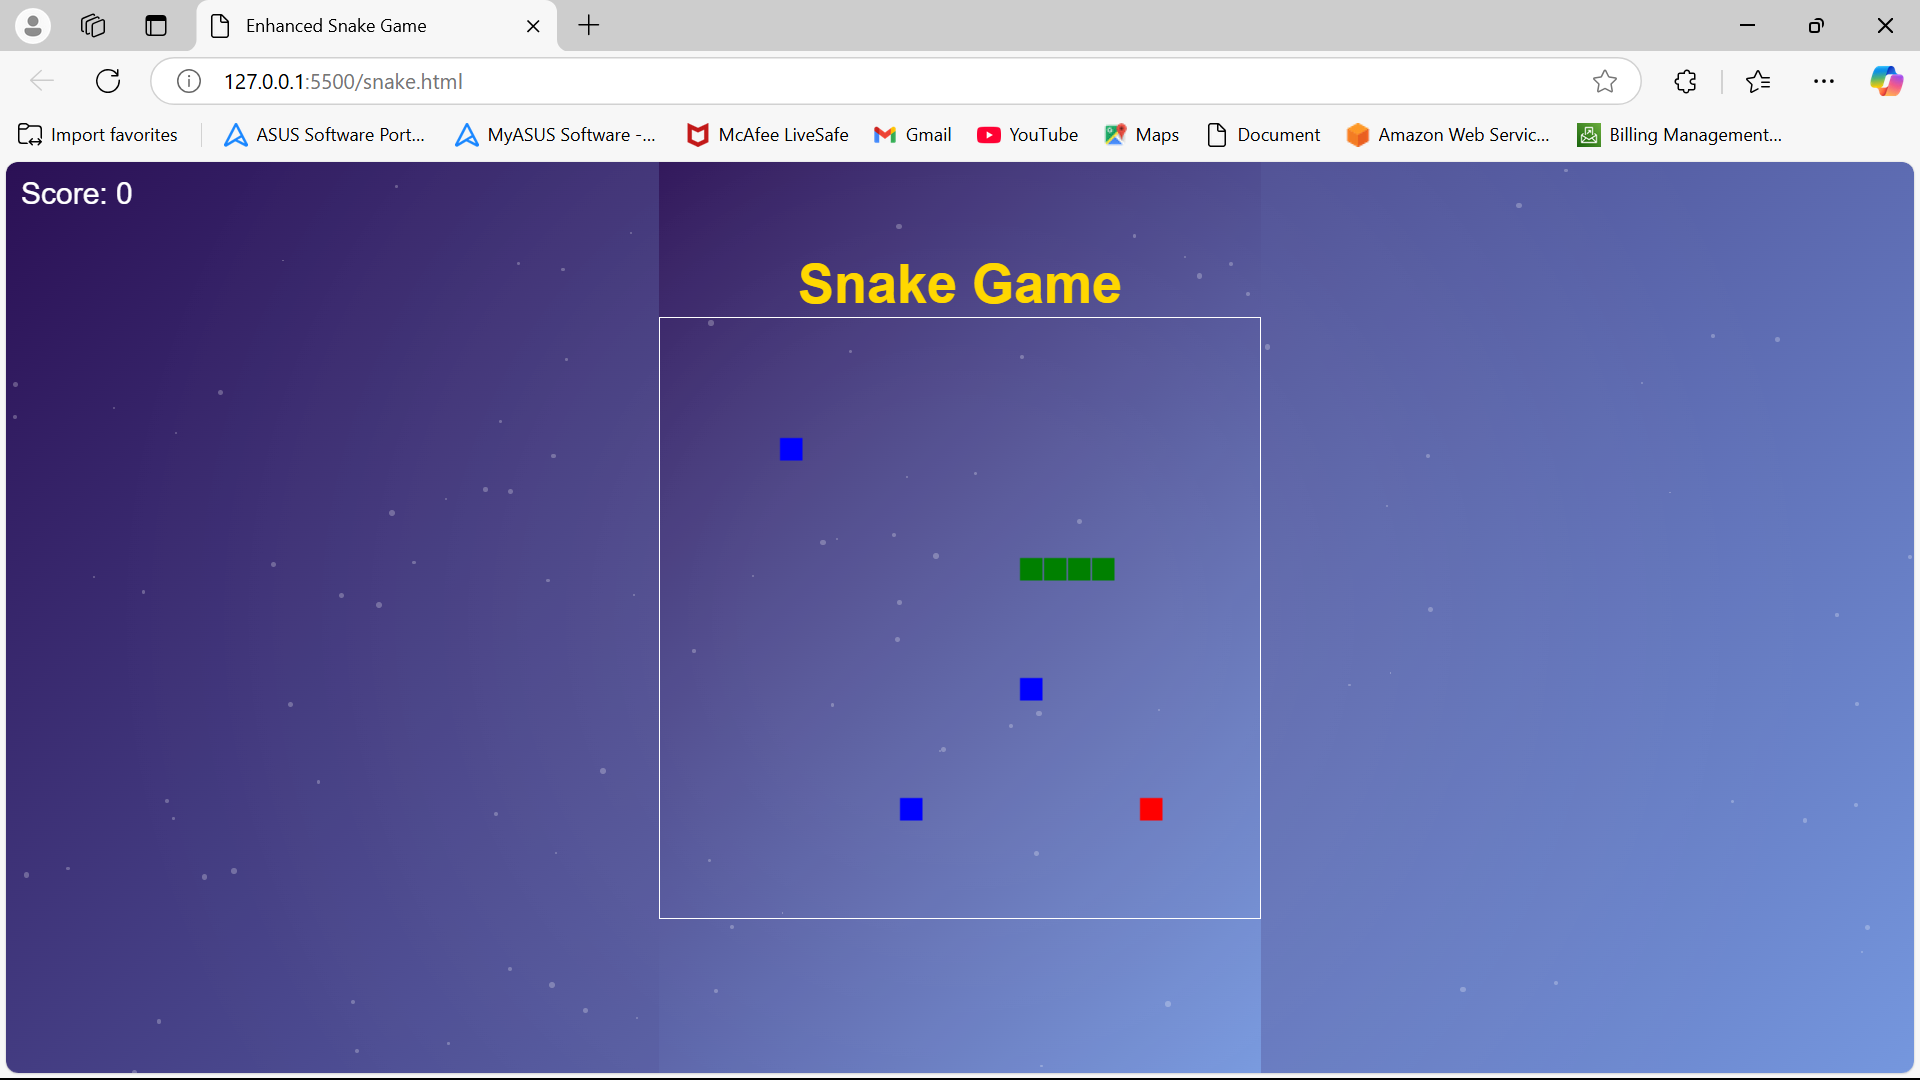 Enhanced Snake Game
127.0.0.1:5500/snake.html
Import favorites
ASUS Software Port...
MyASUS Software -...
McAfee LiveSafe
Gmail
YouTube
Maps
Document
Amazon Web Servic...
Billing Management...
Score: 0
Snake Game